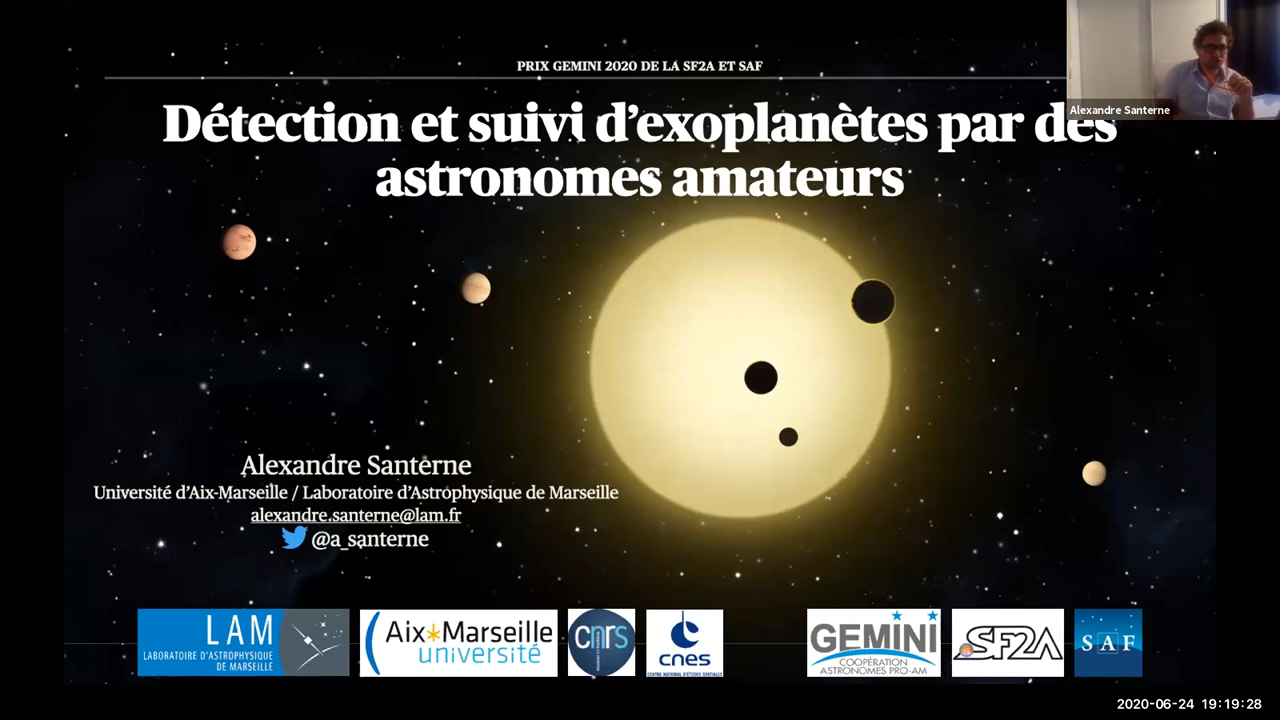 PRIX GEMINI 2020 DE LA SF2A ET SAF
Alexandre Santerne
Détection et suivi d'exoplanètes par des
astronomes amateurs
Alexandre Santerne
Université d'Aix-Marseille / Laboratoire d'Astrophysique de Marseille
alexandre.santerne@lam.fr
@a_santerne
LAM
LABORATOIRE D'ASTROPHYSIQUE
DE MARSEILLE
Aix*Marseille
université
cnrs
cnes
CENTRE NATIONAL D'ÉTUDES SPATIALES
GEMINI
COOPÉRATION
ASTRONOMES PRO-AM
SF2A
SAF
2020-06-24 19:19:28